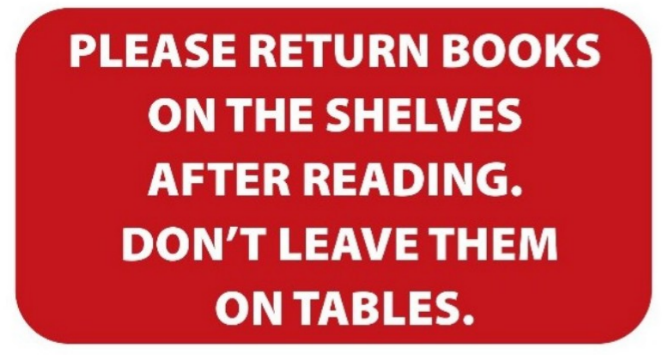 PLEASE RETURN BOOKS
ON THE SHELVES
AFTER READING.
DON’T LEAVE THEM
ON TABLES.